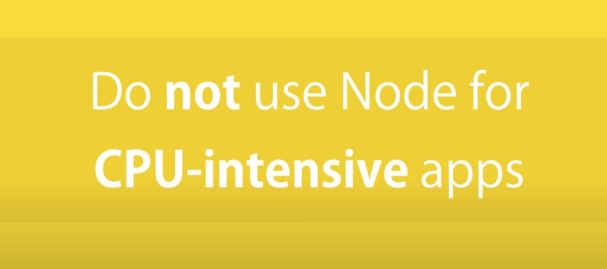 Do not use Node for
CPU-intensive apps